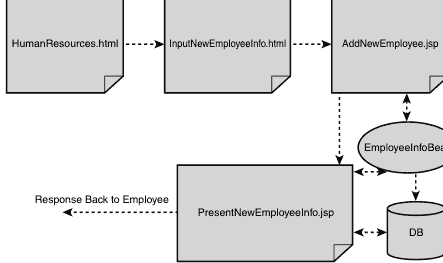 HumanResources.html
InputNewEmployeeInfo.html
AddNewEmployee.jsp
EmployeeInfoBea
Response Back to Employee
PresentNewEmployeeInfo.jsp
DB